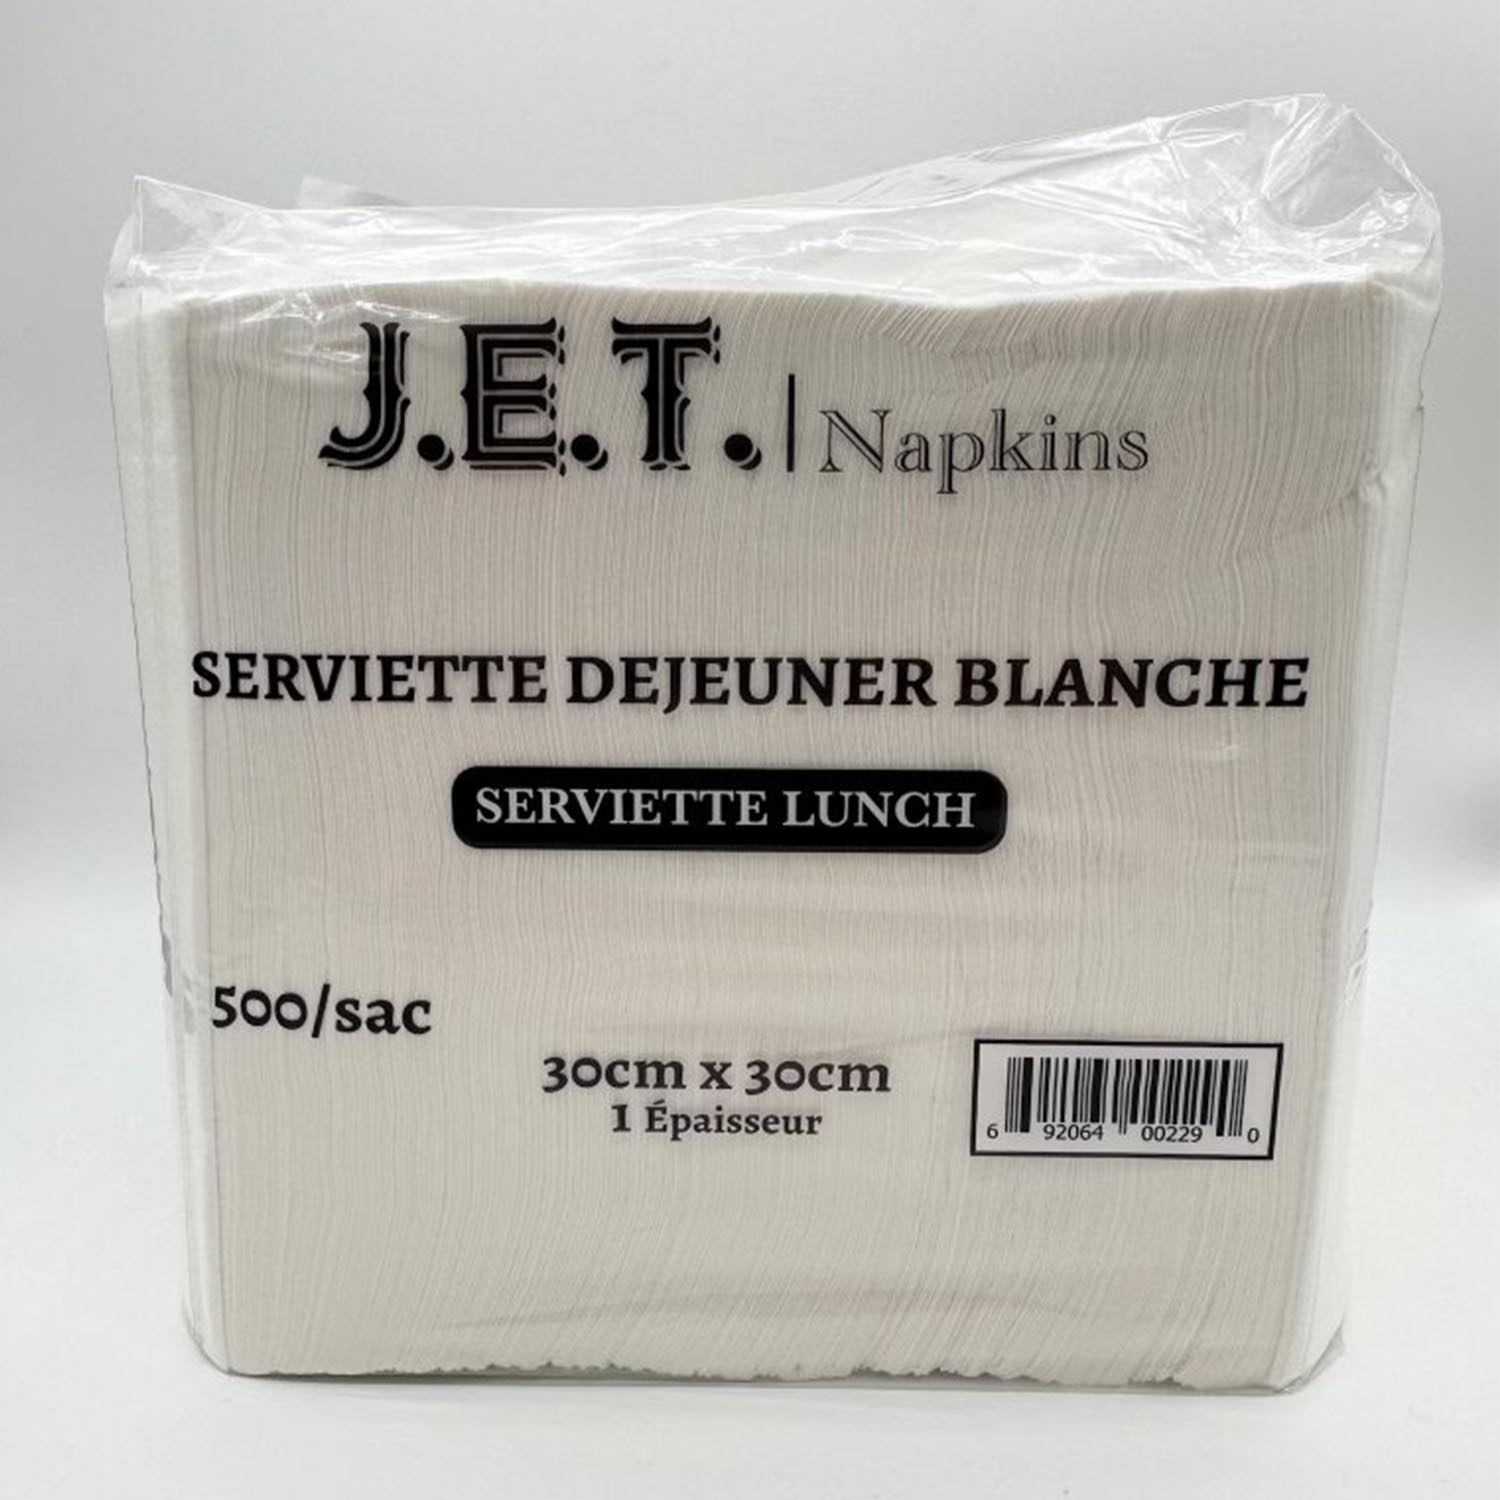 J.E.T. | Napkins
SERVIETTE DEJEUNER BLANCHE
SERVIETTE LUNCH
500/sac
30cm x 30cm
1 Épaisseur
6 92064 00229 0